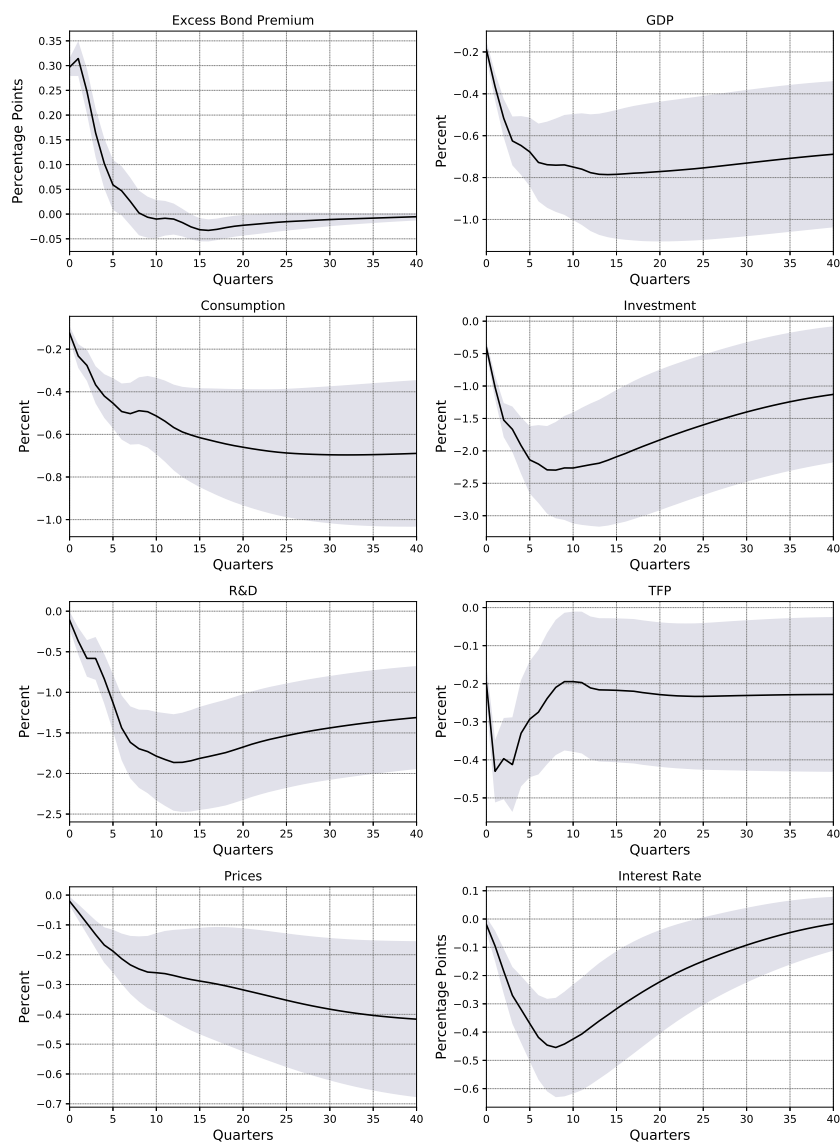 Excess Bond Premium
Percentage Points
0.35
0.30
0.25
0.20
0.15
0.10
0.05
0.00
−0.05
0 5 10 15 20 25 30 35 40
Quarters
GDP
Percent
−0.2
−0.4
−0.6
−0.8
−1.0
0 5 10 15 20 25 30 35 40
Quarters
Consumption
Percent
−0.2
−0.4
−0.6
−0.8
−1.0
0 5 10 15 20 25 30 35 40
Quarters
Investment
Percent
0.0
−0.5
−1.0
−1.5
−2.0
−2.5
−3.0
0 5 10 15 20 25 30 35 40
Quarters
R&D
Percent
0.0
−0.5
−1.0
−1.5
−2.0
−2.5
0 5 10 15 20 25 30 35 40
Quarters
TFP
Percent
0.0
−0.1
−0.2
−0.3
−0.4
−0.5
0 5 10 15 20 25 30 35 40
Quarters
Prices
Percent
0.0
−0.1
−0.2
−0.3
−0.4
−0.5
−0.6
−0.7
0 5 10 15 20 25 30 35 40
Quarters
Interest Rate
Percentage Points
0.1
0.0
−0.1
−0.2
−0.3
−0.4
−0.5
−0.6
0 5 10 15 20 25 30 35 40
Quarters